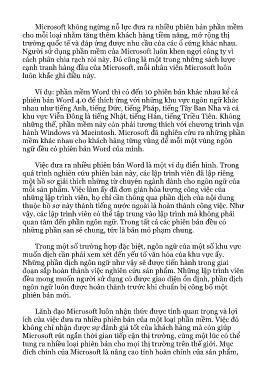 Microsoft không ngừng nỗ lực đưa ra nhiều phiên bản phần mềm
cho mỗi loại nhằm tăng thêm khách hàng tiềm năng, mở rộng thị
trường quốc tế và đáp ứng được nhu cầu của các ổ cứng khác nhau.
Người sử dụng phần mềm của Microsoft luôn khen ngợi công ty vì
cách phân chia rạch ròi này. Đó cũng là một trong những sách lược
cạnh tranh hàng đầu của Microsoft, mỗi nhân viên Microsoft luôn
luôn khắc ghi điều này.
Ví dụ: phần mềm Word thì có đến 10 phiên bản khác nhau kể cả
phiên bản Word 4.0 để thích ứng với những khu vực ngôn ngữ khác
nhau như tiếng Anh, tiếng Đức, tiếng Pháp, tiếng Tây Ban Nha và cả
khu vực Viễn Đông là tiếng Nhật, tiếng Hán, tiếng Triều Tiên. Không
những thế, phần mềm này còn phải tương thích với chương trình vận
hành Windows và Macintosh. Microsoft đã nghiên cứu ra những phần
mềm khác nhau cho khách hàng từng vùng để mỗi một vùng ngôn
ngữ đều có phiên bản Word của mình.
Việc đưa ra nhiều phiên bản Word là một ví dụ điển hình. Trong
quá trình nghiên cứu phiên bản này, các lập trình viên đã lập riêng
một hồ sơ giải thích những từ chuyên ngành dành cho ngôn ngữ của
mỗi sản phẩm. Việc làm ấy đã đơn giản hóa lượng công việc của
những lập trình viên, họ chỉ cần thông qua phần dịch của nội dung
thuộc hồ sơ này thành tiếng nước ngoài là hoàn thành công việc. Như
vậy, các lập trình viên có thể tập trung vào lập trình mà không phải
quan tâm đến phần ngôn ngữ. Trong tất cả các phiên bản đều có
những phần san sẻ chung, tức là bản mô phạm chung.
Trong một số trường hợp đặc biệt, ngôn ngữ của một số khu vực
muốn dịch cần phải xem xét đến yếu tố văn hóa của khu vực ấy.
Những phần dịch ngôn ngữ như vậy sẽ được tiến hành trong giai
đoạn sắp hoàn thành việc nghiên cứu sản phẩm. Những lập trình viên
đều mong muốn người sử dụng có được giao diện ổn định, phần dịch
ngôn ngữ luôn được hoàn thành trước khi chuẩn bị công bố một
phiên bản mới.
Lãnh đạo Microsoft luôn nhận thức được tính quan trọng và lợi
ích của việc đưa ra nhiều phiên bản của một loại phần mềm. Việc đó
không chỉ nhận được sự đánh giá tốt của khách hàng mà còn giúp
Microsoft rút ngắn thời gian tiếp cận thị trường, cùng một lúc có thể
tung ra nhiều loại phiên bản cho mọi thị trường trên thế giới. Mục
đích chính của Microsoft là nâng cao tính hoàn chỉnh của sản phẩm,